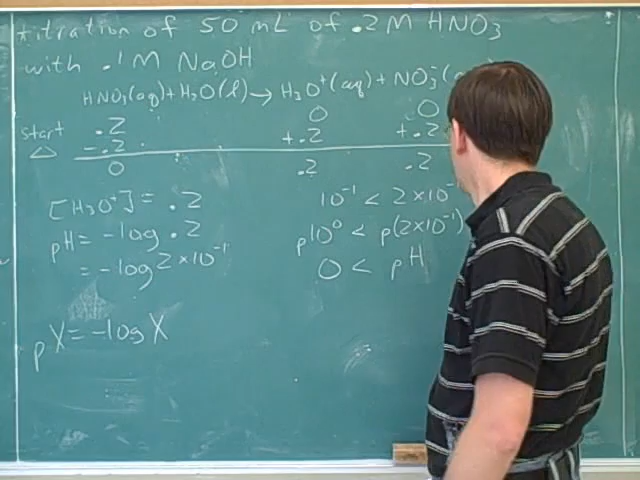 titration of 50 mL of .2M HNO₃
with .1M NaOH
HNO₃(aq)+H₂O(l)→H₃O⁺(aq)+NO₃⁻(a
start .2 0 0
△ -.2 +.2 +.2
0 .2 .2
[H₃O⁺]= .2
pH= -log .2
= -log 2×10⁻¹
pX= -log X
10⁻¹ < 2×10
p10⁰ < p(2×10⁻¹)
0 < pH